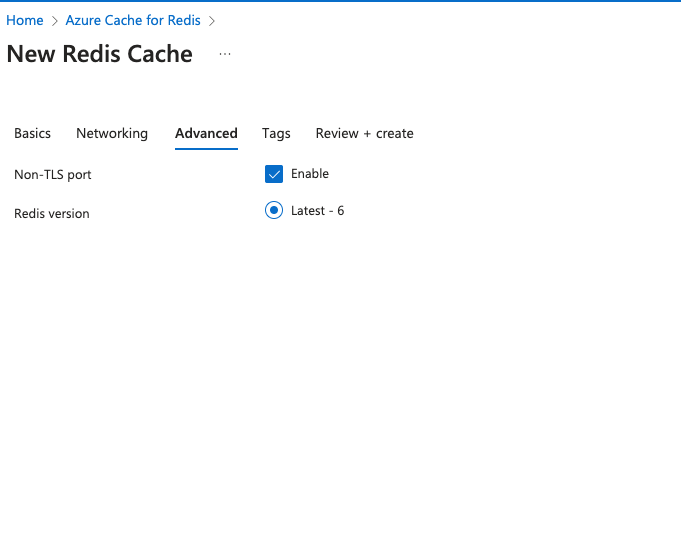 Home > Azure Cache for Redis >
New Redis Cache ...
Basics Networking Advanced Tags Review + create
Non-TLS port Enable
Redis version Latest - 6